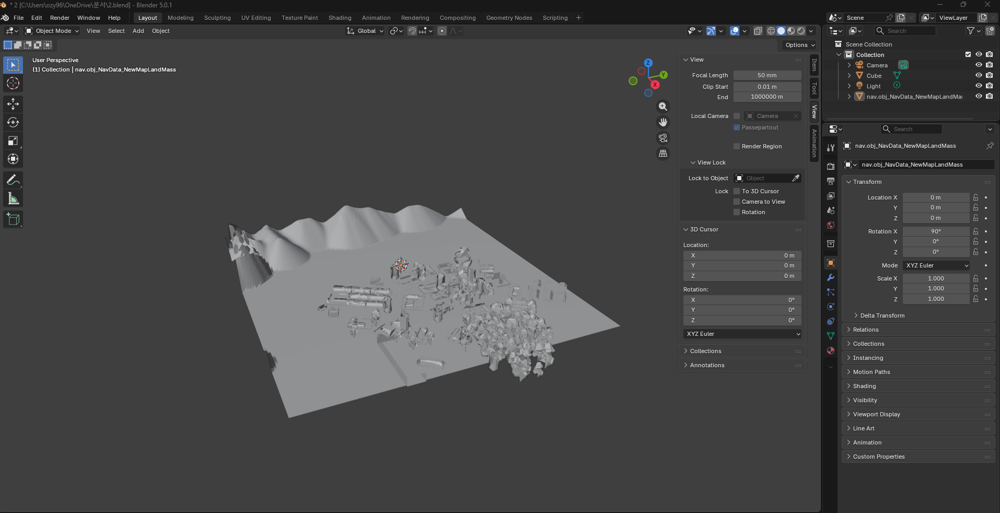 * 2 [C:\Users\ozy96\OneDrive\문서\2.blend] - Blender 5.0.1
File Edit Render Window Help Layout Modeling Sculpting UV Editing Texture Paint Shading Animation Rendering Compositing Geometry Nodes Scripting + Scene ViewLayer
Object Mode View Select Add Object Global Search
Options
User Perspective
(1) Collection | nav.obj_NavData_NewMapLandMass
Z
Y
X
View
Focal Length 50 mm
Clip Start 0.01 m
End 1000000 m
Local Camera Camera
Passepartout
Render Region
View Lock
Lock to Object Object
Lock To 3D Cursor
Camera to View
Rotation
3D Cursor
Location:
X 0 m
Y 0 m
Z 0 m
Rotation:
X 0°
Y 0°
Z 0°
XYZ Euler
Collections
Annotations
Item
Tool
View
Animation
Scene Collection
Collection
Camera
Cube
Light
nav.obj_NavData_NewMapLandMa
Search
nav.obj_NavData_NewMapLandMass
nav.obj_NavData_NewMapLandMass
Transform
Location X 0 m
Y 0 m
Z 0 m
Rotation X 90°
Y 0°
Z 0°
Mode XYZ Euler
Scale X 1.000
Y 1.000
Z 1.000
Delta Transform
Relations
Collections
Instancing
Motion Paths
Shading
Visibility
Viewport Display
Line Art
Animation
Custom Properties